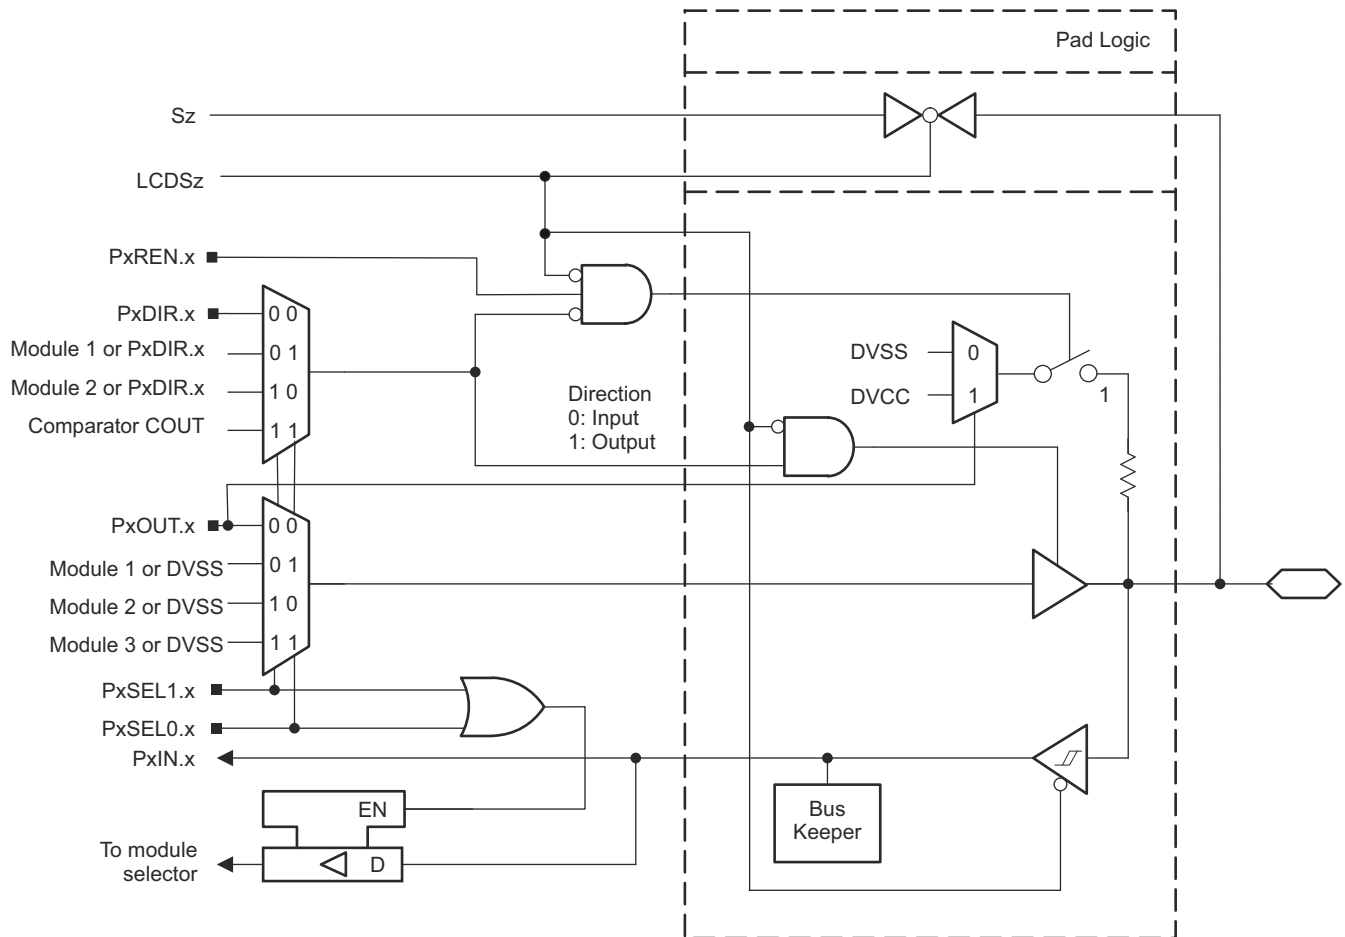 Pad Logic
Sz
LCDSz
PxREN.x
PxDIR.x
0 0
Module 1 or PxDIR.x
0 1
Module 2 or PxDIR.x
1 0
Comparator COUT
1 1
Direction
0: Input
1: Output
DVSS
0
DVCC
1
1
PxOUT.x
0 0
Module 1 or DVSS
0 1
Module 2 or DVSS
1 0
Module 3 or DVSS
1 1
PxSEL1.x
PxSEL0.x
PxIN.x
EN
Bus
Keeper
To module
selector
D